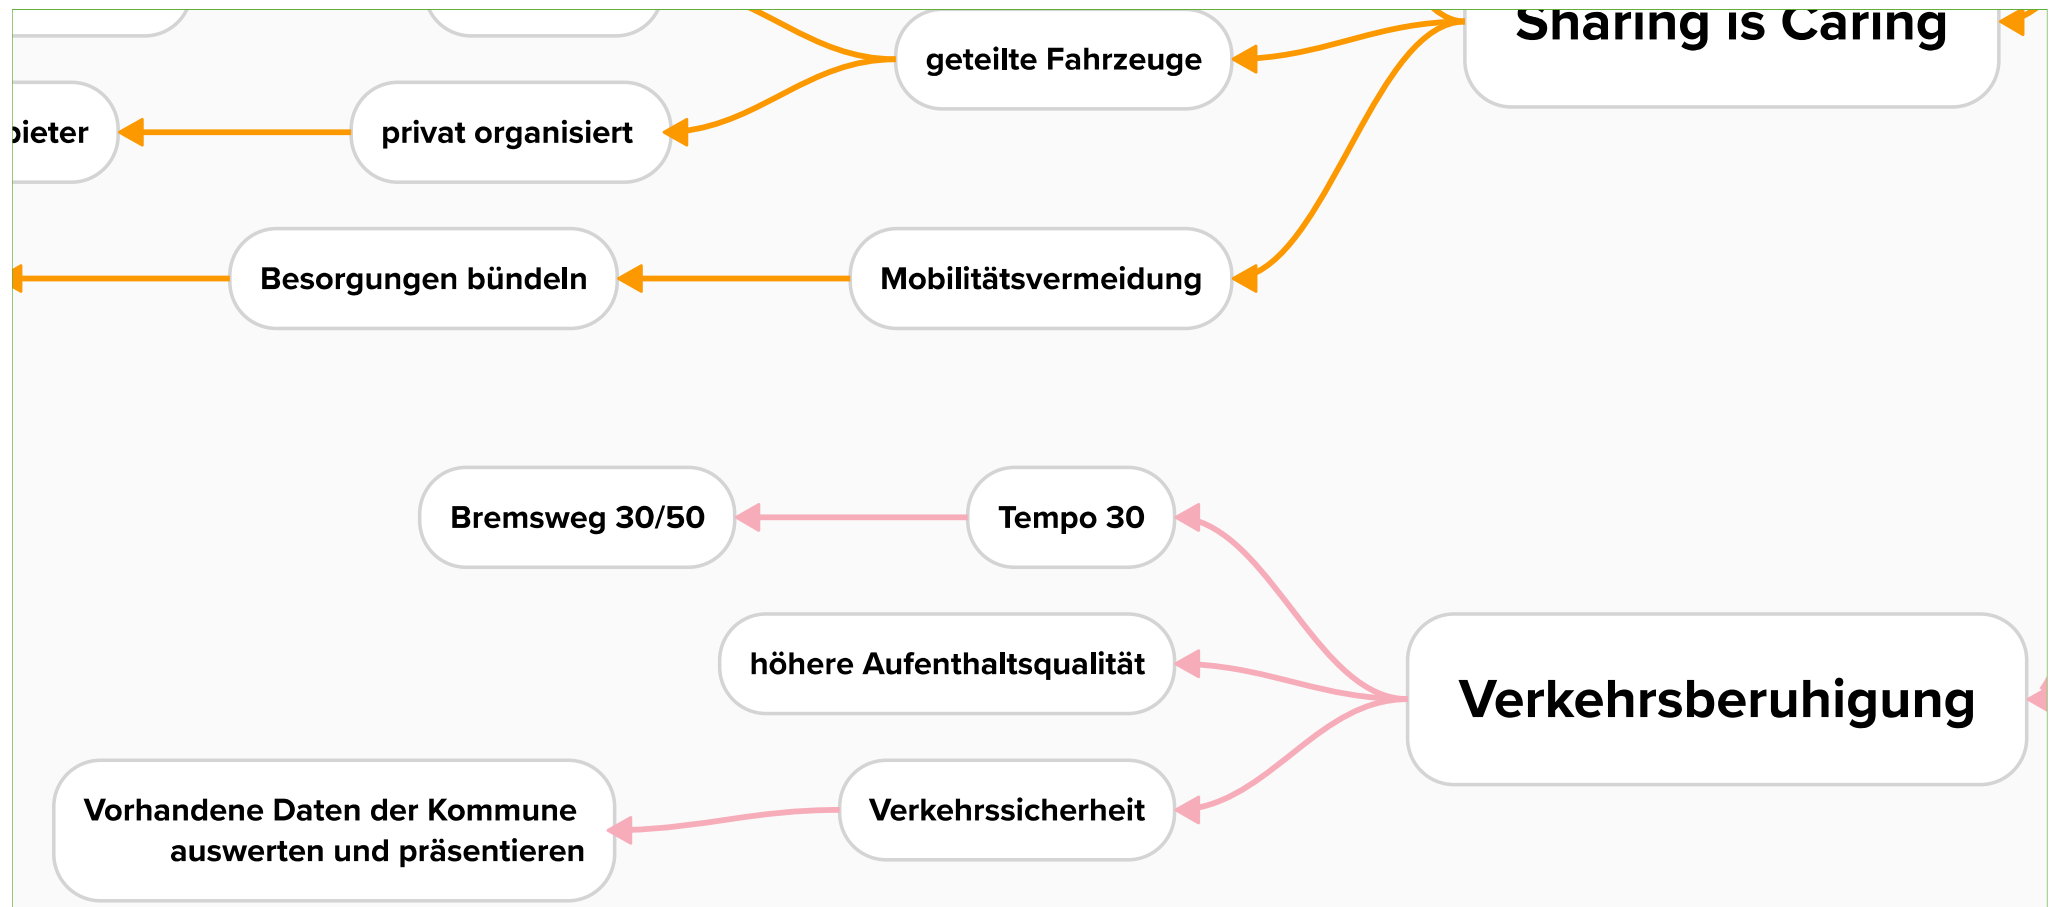 Sharing is Caring
geteilte Fahrzeuge
privat organisiert
Besorgungen bündeln
Mobilitätsvermeidung
Bremsweg 30/50
Tempo 30
höhere Aufenthaltsqualität
Verkehrsberuhigung
Verkehrssicherheit
Vorhandene Daten der Kommune
auswerten und präsentieren